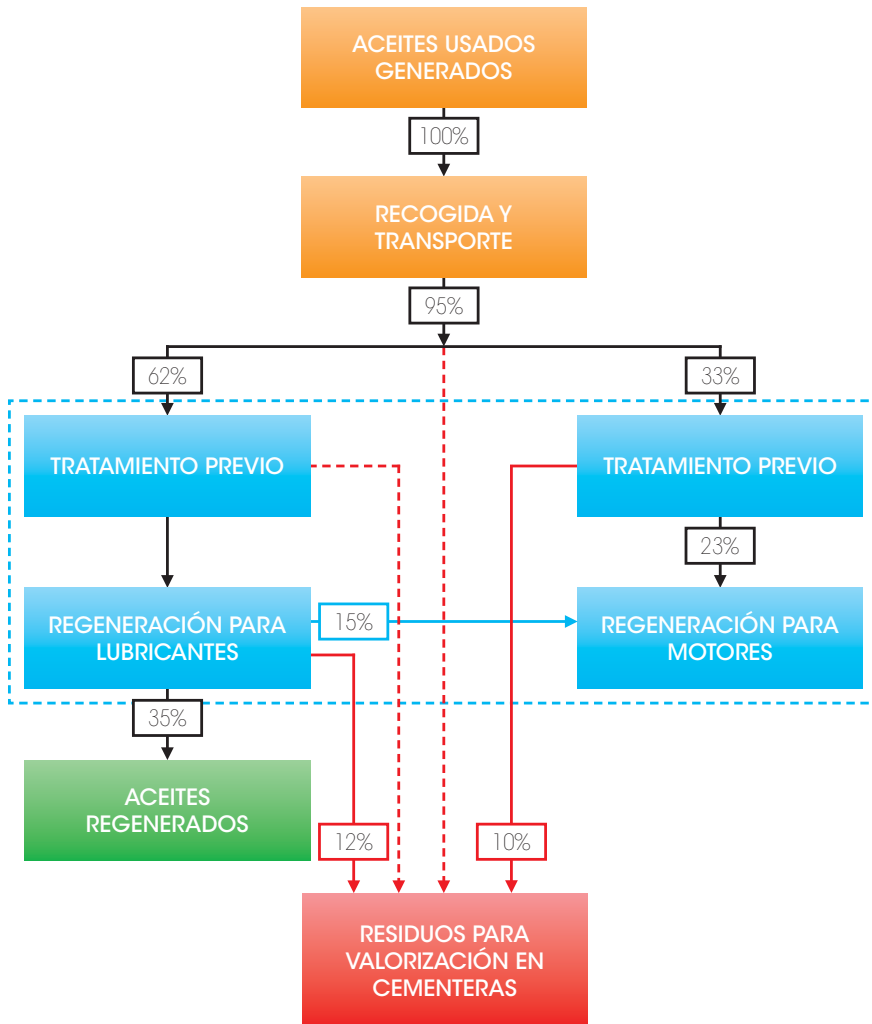 ACEITES USADOS
GENERADOS
100%
RECOGIDA Y
TRANSPORTE
95%
62%
33%
TRATAMIENTO PREVIO
TRATAMIENTO PREVIO
23%
REGENERACIÓN PARA
LUBRICANTES
15%
REGENERACIÓN PARA
MOTORES
35%
ACEITES
REGENERADOS
12%
10%
RESIDUOS PARA
VALORIZACIÓN EN
CEMENTERAS